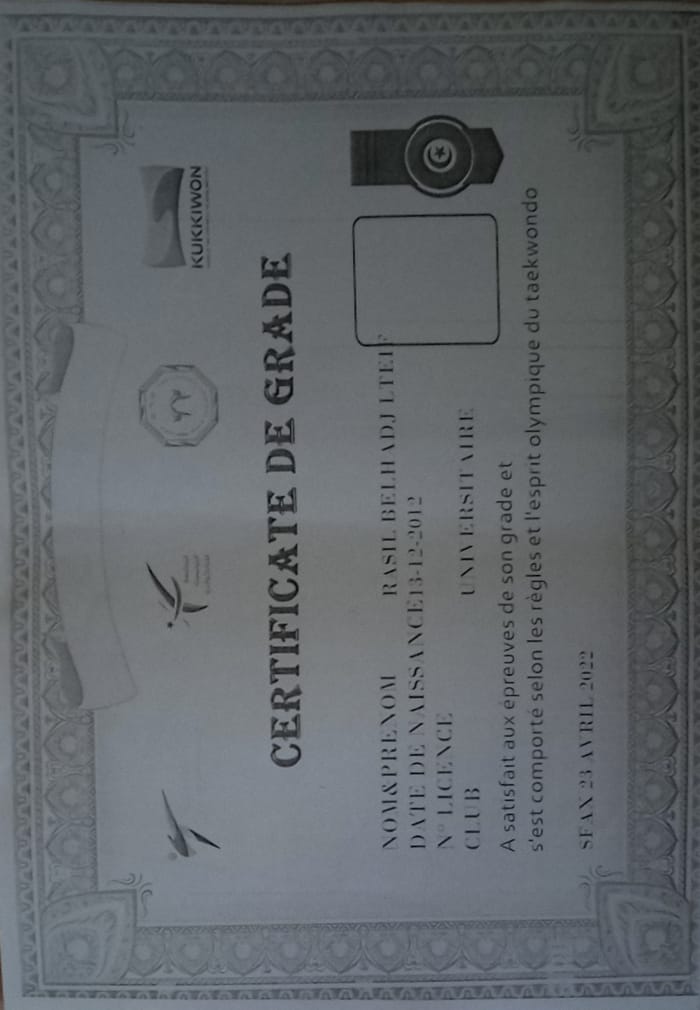 KUKKIWON
CERTIFICATE DE GRADE
NOM&PRENOM RASIL BELHADJ LTEIF
DATE DE NAISSANCE13-12-2012
N° LICENCE
CLUB UNIVERSITAIRE
A satisfait aux épreuves de son grade et
s'est comporté selon les règles et l'esprit olympique du taekwondo
SFAX 23 AVRIL 2022